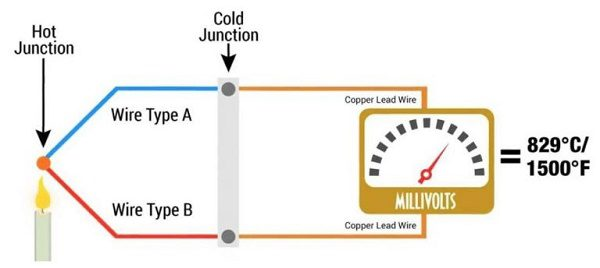 Hot
Junction
Cold
Junction
Wire Type A
Copper Lead Wire
= 829°C/
1500°F
MILLIVOLTS
Wire Type B
Copper Lead Wire